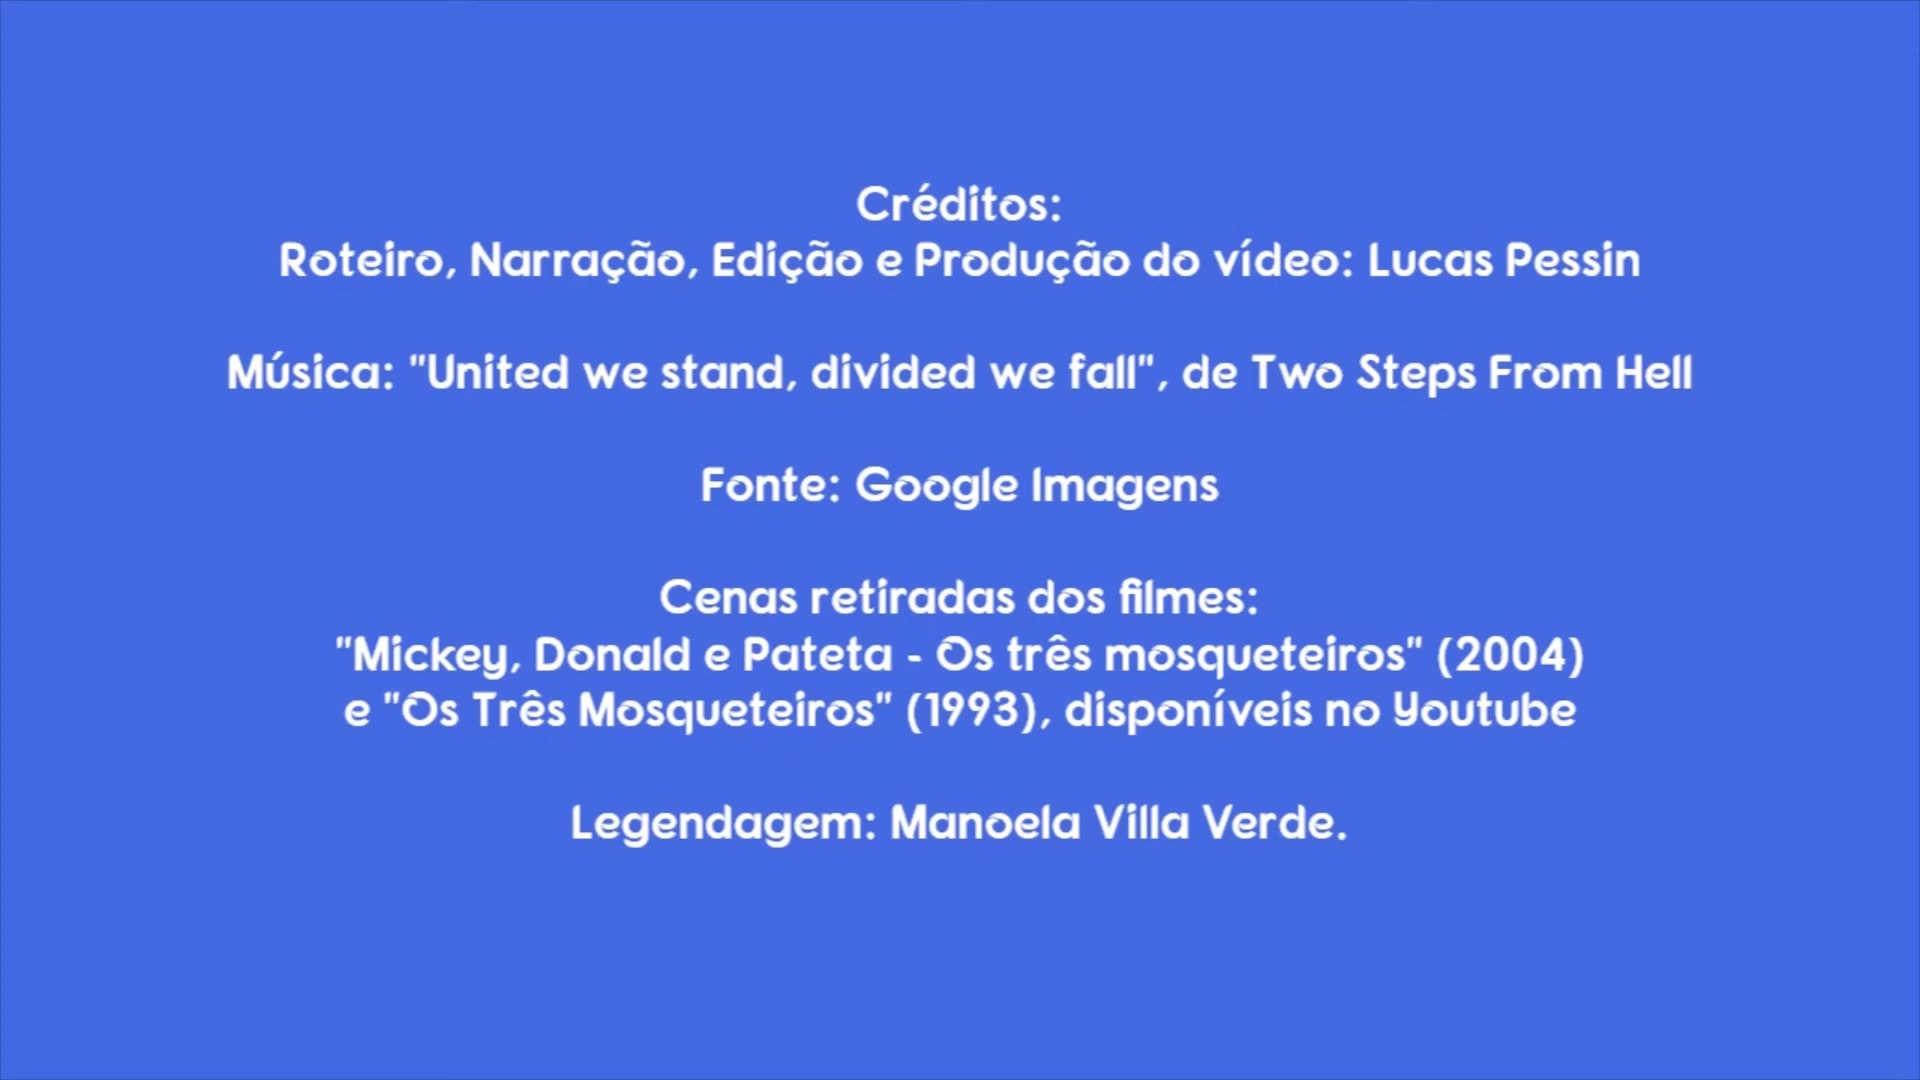 Créditos:
Roteiro, Narração, Edição e Produção do vídeo: Lucas Pessin
Música: "United we stand, divided we fall", de Two Steps From Hell
Fonte: Google Imagens
Cenas retiradas dos filmes:
"Mickey, Donald e Pateta - Os três mosqueteiros" (2004)
e "Os Três Mosqueteiros" (1993), disponíveis no Youtube
Legendagem: Manoela Villa Verde.